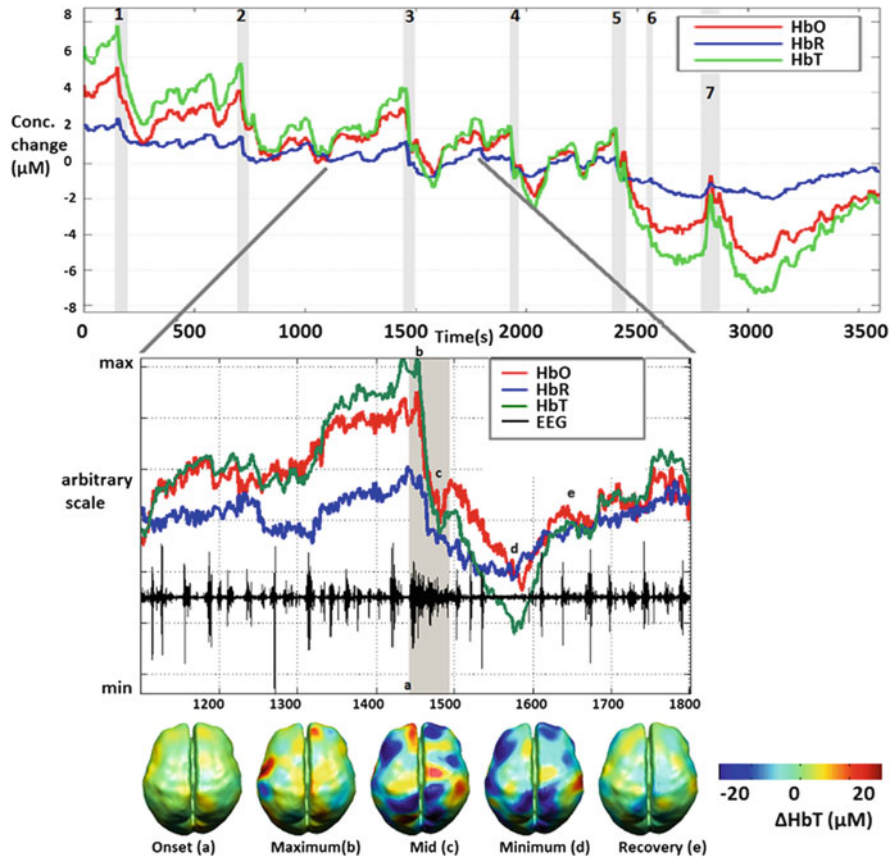 8
6
4
2
0
-2
-4
-6
-8
Conc.
change
(µM)
1
2
3
4
5
6
7
HbO
HbR
HbT
0
500
1000
1500
2000
2500
3000
3500
Time(s)
max
arbitrary
scale
min
b
c
d
e
a
HbO
HbR
HbT
EEG
1200
1300
1400
1500
1600
1700
1800
Onset (a)
Maximum(b)
Mid (c)
Minimum (d)
Recovery (e)
-20
0
20
ΔHbT (µM)